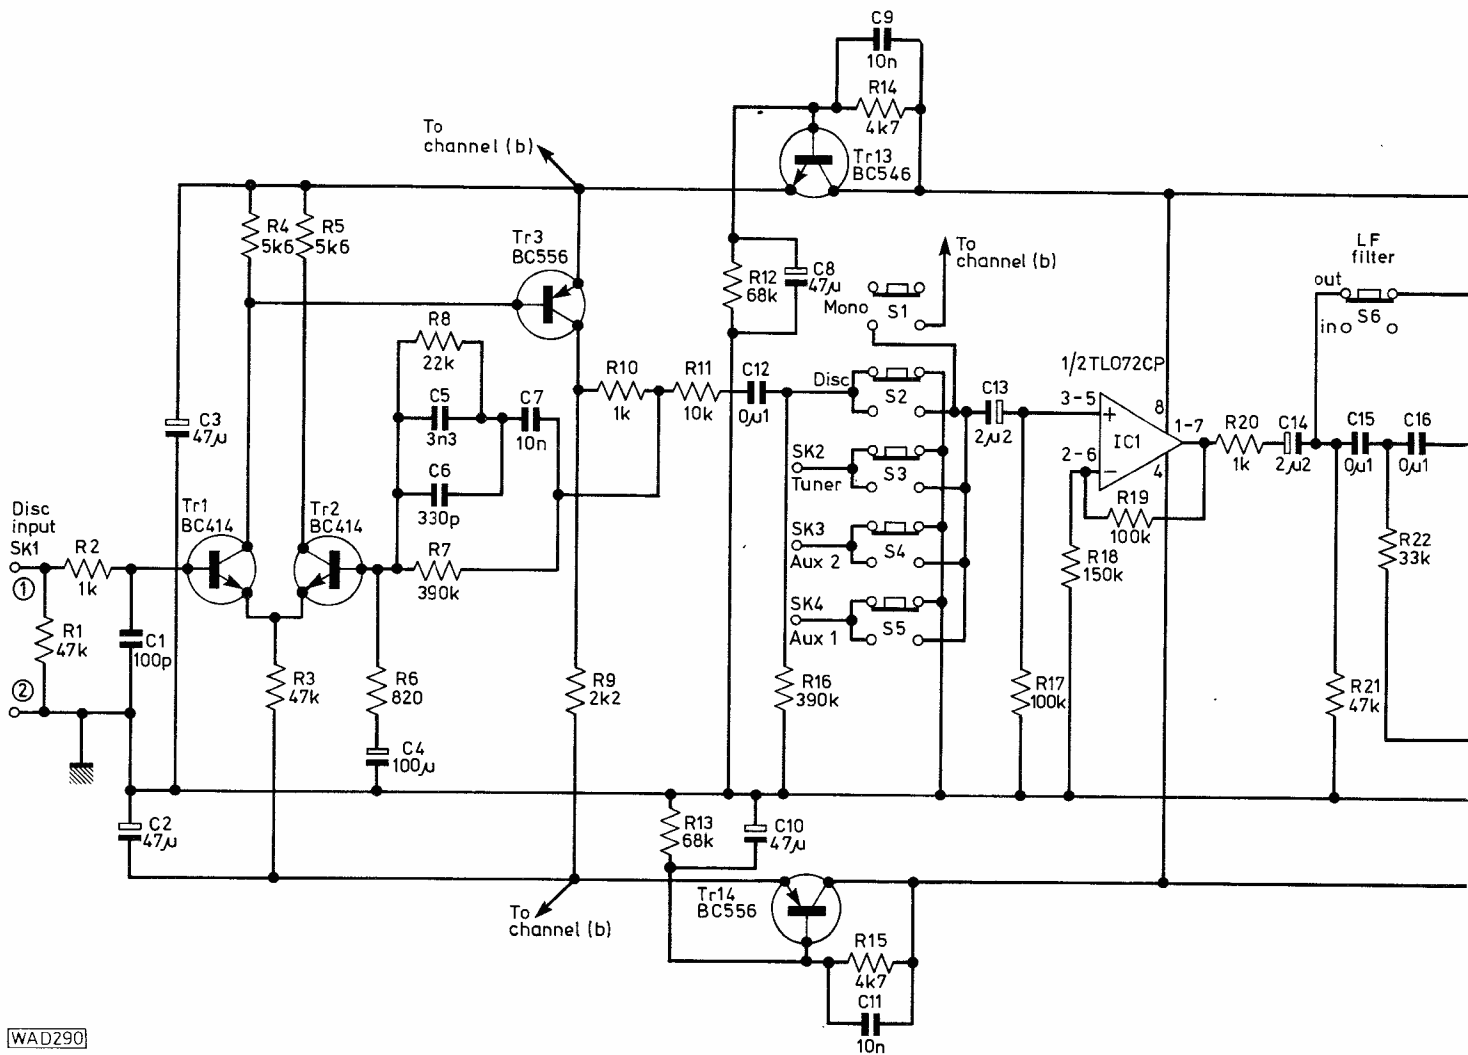 C9
10n
R14
4k7
To
channel (b)
Tr13
BC546
R4
5k6
R5
5k6
Tr3
BC556
To
channel (b)
LF
filter
R12
68k
C8
47μ
Mono
S1
out
in
S6
R8
22k
1/2TL072CP
R10
1k
R11
10k
C12
0μ1
Disc
S2
C13
2μ2
3-5
8
+
IC1
1-7
2-6
4
−
R20
1k
C14
2μ2
C15
0μ1
C16
0μ1
C5
3n3
C7
10n
C3
47μ
C6
330p
SK2
Tuner
S3
R19
100k
Disc
input
SK1
Tr1
BC414
Tr2
BC414
R2
1k
1
R7
390k
SK3
Aux 2
S4
R18
150k
R22
33k
R1
47k
C1
100p
SK4
Aux 1
S5
2
R3
47k
R6
820
R9
2k2
R16
390k
R17
100k
R21
47k
C4
100μ
C2
47μ
R13
68k
C10
47μ
To
channel (b)
Tr14
BC556
R15
4k7
C11
10n
WAD290